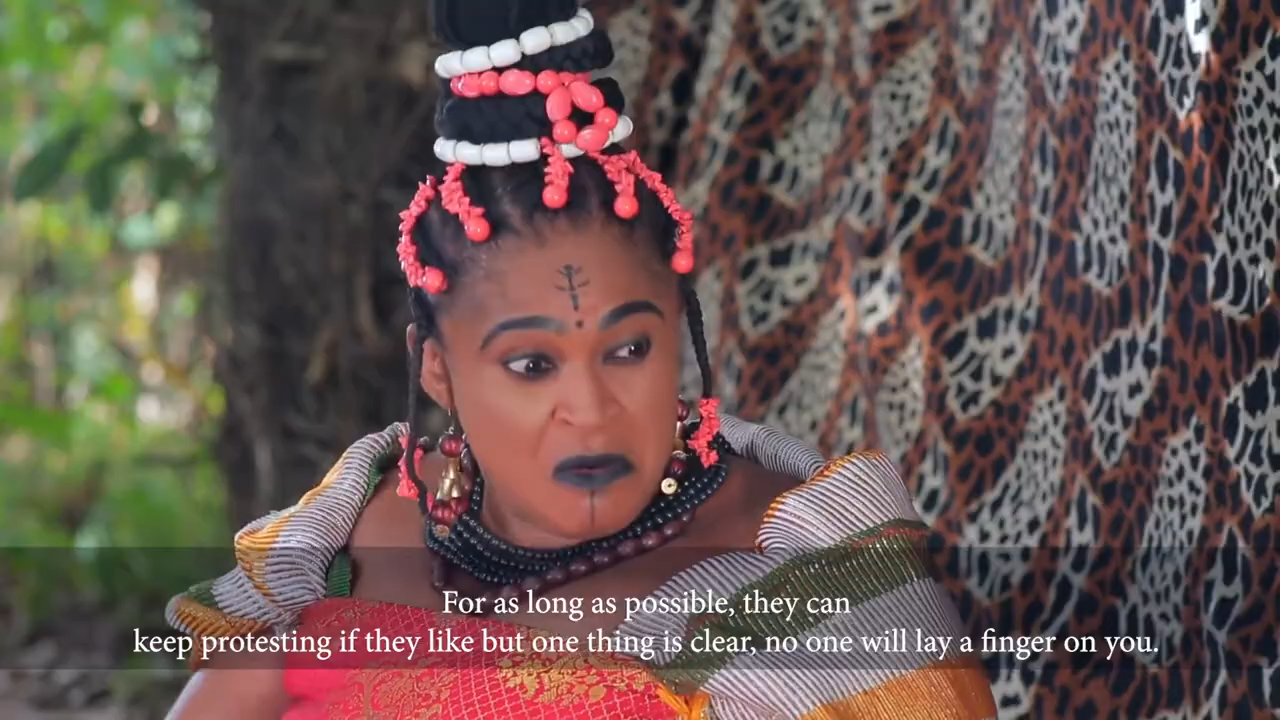 For as long as possible, they can
keep protesting if they like but one thing is clear, no one will lay a finger on you.